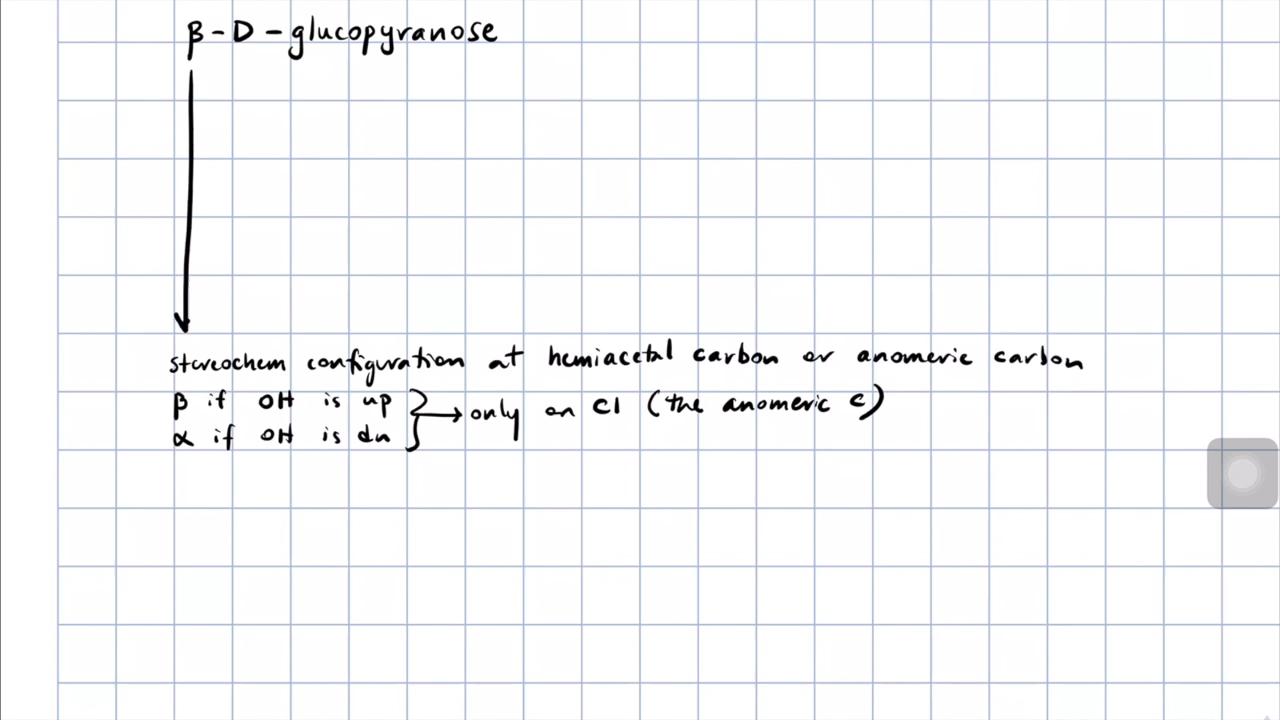 β-D-glucopyranose
stereochem configuration at hemiacetal carbon or anomeric carbon
β if OH is up
α if OH is dn
→ only on C1 (the anomeric C)